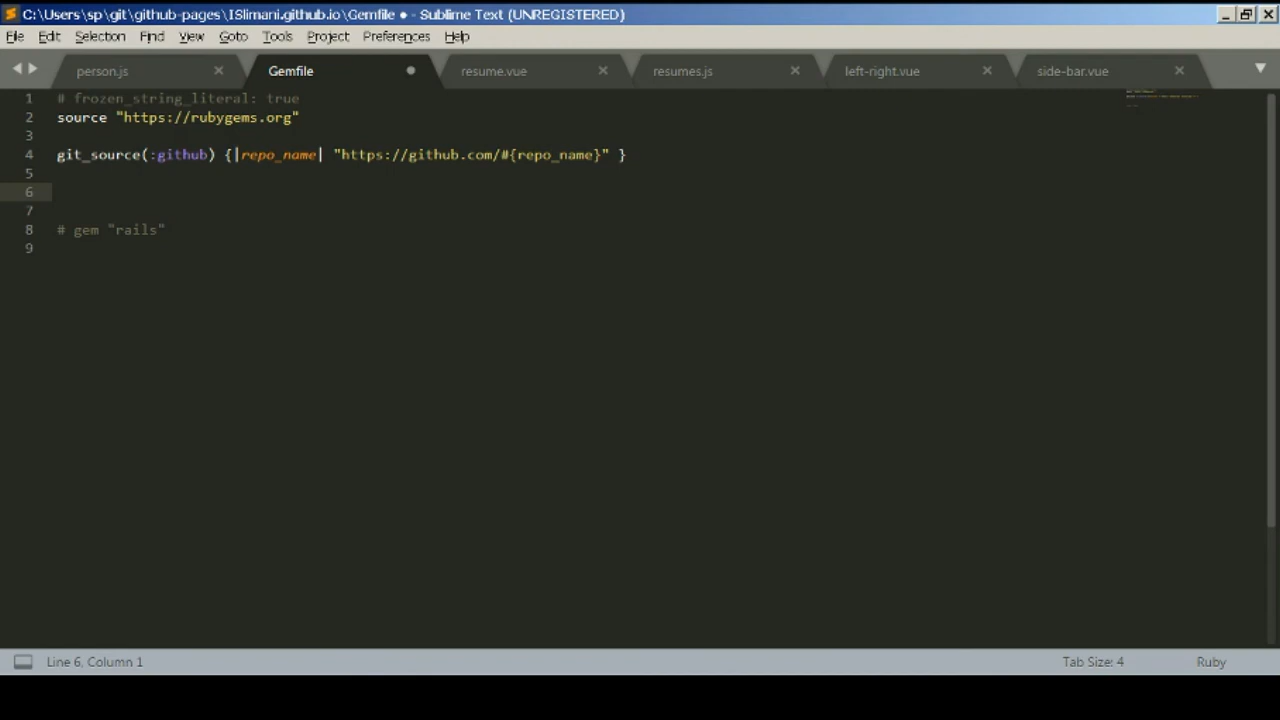 C:\Users\sp\git\github-pages\ISlimani.github.io\Gemfile ● - Sublime Text (UNREGISTERED)
File Edit Selection Find View Goto Tools Project Preferences Help
person.js Gemfile resume.vue resumes.js left-right.vue side-bar.vue
1 # frozen_string_literal: true
2 source "https://rubygems.org"
3
4 git_source(:github) {|repo_name| "https://github.com/#{repo_name}" }
5
6
7
8 # gem "rails"
9
Line 6, Column 1 Tab Size: 4 Ruby